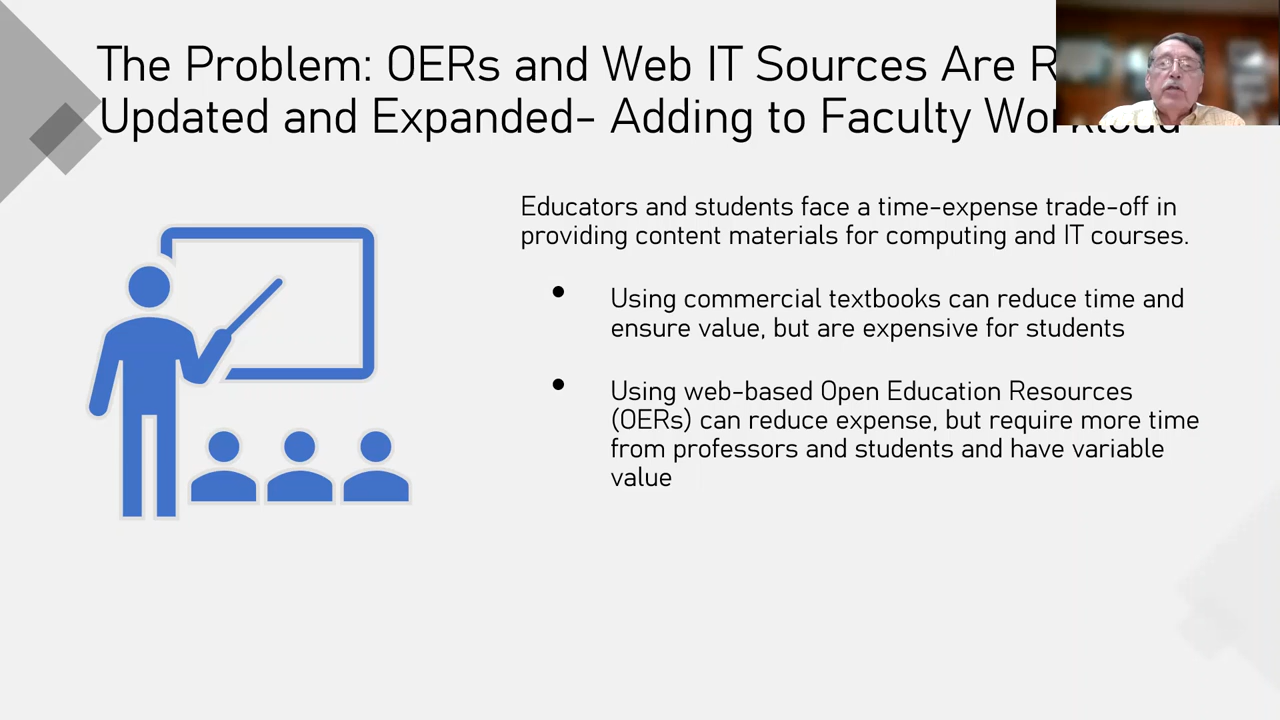 The Problem: OERs and Web IT Sources Are
Updated and Expanded- Adding to Faculty
Educators and students face a time-expense trade-off in
providing content materials for computing and IT courses.
• Using commercial textbooks can reduce time and
ensure value, but are expensive for students
• Using web-based Open Education Resources
(OERs) can reduce expense, but require more time
from professors and students and have variable
value